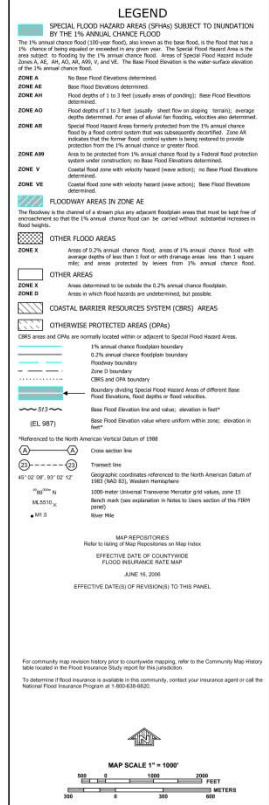 LEGEND
SPECIAL FLOOD HAZARD AREAS (SFHAs) SUBJECT TO INUNDATION
BY THE 1% ANNUAL CHANCE FLOOD
The 1% annual chance flood (100-year flood), also known as the base flood, is the flood that has a
1% chance of being equaled or exceeded in any given year. The Special Flood Hazard Area is the
area subject to flooding by the 1% annual chance flood. Areas of Special Flood Hazard include
Zones A, AE, AH, AO, AR, A99, V, and VE. The Base Flood Elevation is the water-surface elevation
of the 1% annual chance flood.
ZONE A No Base Flood Elevations determined.
ZONE AE Base Flood Elevations determined.
ZONE AH Flood depths of 1 to 3 feet (usually areas of ponding); Base Flood Elevations
determined.
ZONE AO Flood depths of 1 to 3 feet (usually sheet flow on sloping terrain); average
depths determined. For areas of alluvial fan flooding, velocities also determined.
ZONE AR Special Flood Hazard Areas formerly protected from the 1% annual chance
flood by a flood control system that was subsequently decertified. Zone AR
indicates that the former flood control system is being restored to provide
protection from the 1% annual chance or greater flood.
ZONE A99 Area to be protected from 1% annual chance flood by a Federal flood protection
system under construction; no Base Flood Elevations determined.
ZONE V Coastal flood zone with velocity hazard (wave action); no Base Flood Elevations
determined.
ZONE VE Coastal flood zone with velocity hazard (wave action); Base Flood Elevations
determined.
FLOODWAY AREAS IN ZONE AE
The floodway is the channel of a stream plus any adjacent floodplain areas that must be kept free of
encroachment so that the 1% annual chance flood can be carried without substantial increases in
flood heights.
OTHER FLOOD AREAS
ZONE X Areas of 0.2% annual chance flood; areas of 1% annual chance flood with
average depths of less than 1 foot or with drainage areas less than 1 square
mile; and areas protected by levees from 1% annual chance flood.
OTHER AREAS
ZONE X Areas determined to be outside the 0.2% annual chance floodplain.
ZONE D Areas in which flood hazards are undetermined, but possible.
COASTAL BARRIER RESOURCES SYSTEM (CBRS) AREAS
OTHERWISE PROTECTED AREAS (OPAs)
CBRS areas and OPAs are normally located within or adjacent to Special Flood Hazard Areas.
1% annual chance floodplain boundary
0.2% annual chance floodplain boundary
Floodway boundary
Zone D boundary
CBRS and OPA boundary
Boundary dividing Special Flood Hazard Areas of different Base
Flood Elevations, flood depths or flood velocities.
513 Base Flood Elevation line and value; elevation in feet*
(EL 987) Base Flood Elevation value where uniform within zone; elevation in
feet*
*Referenced to the North American Vertical Datum of 1988
A A Cross section line
23 23 Transect line
45° 02' 08", 93° 02' 12" Geographic coordinates referenced to the North American Datum of
1983 (NAD 83), Western Hemisphere
1000-meter Universal Transverse Mercator grid values, zone 15
ML5510 X Bench mark (see explanation in Notes to Users section of this FIRM
panel)
M1.5 River Mile
MAP REPOSITORIES
Refer to listing of Map Repositories on Map Index
EFFECTIVE DATE OF COUNTYWIDE
FLOOD INSURANCE RATE MAP
JUNE 16, 2006
EFFECTIVE DATE(S) OF REVISION(S) TO THIS PANEL
For community map revision history prior to countywide mapping, refer to the Community Map History
table located in the Flood Insurance Study report for this jurisdiction.
To determine if flood insurance is available in this community, contact your insurance agent or call the
National Flood Insurance Program at 1-800-638-6620.
MAP SCALE 1" = 1000'
500 0 1000 2000
FEET
METERS
300 0 300 600